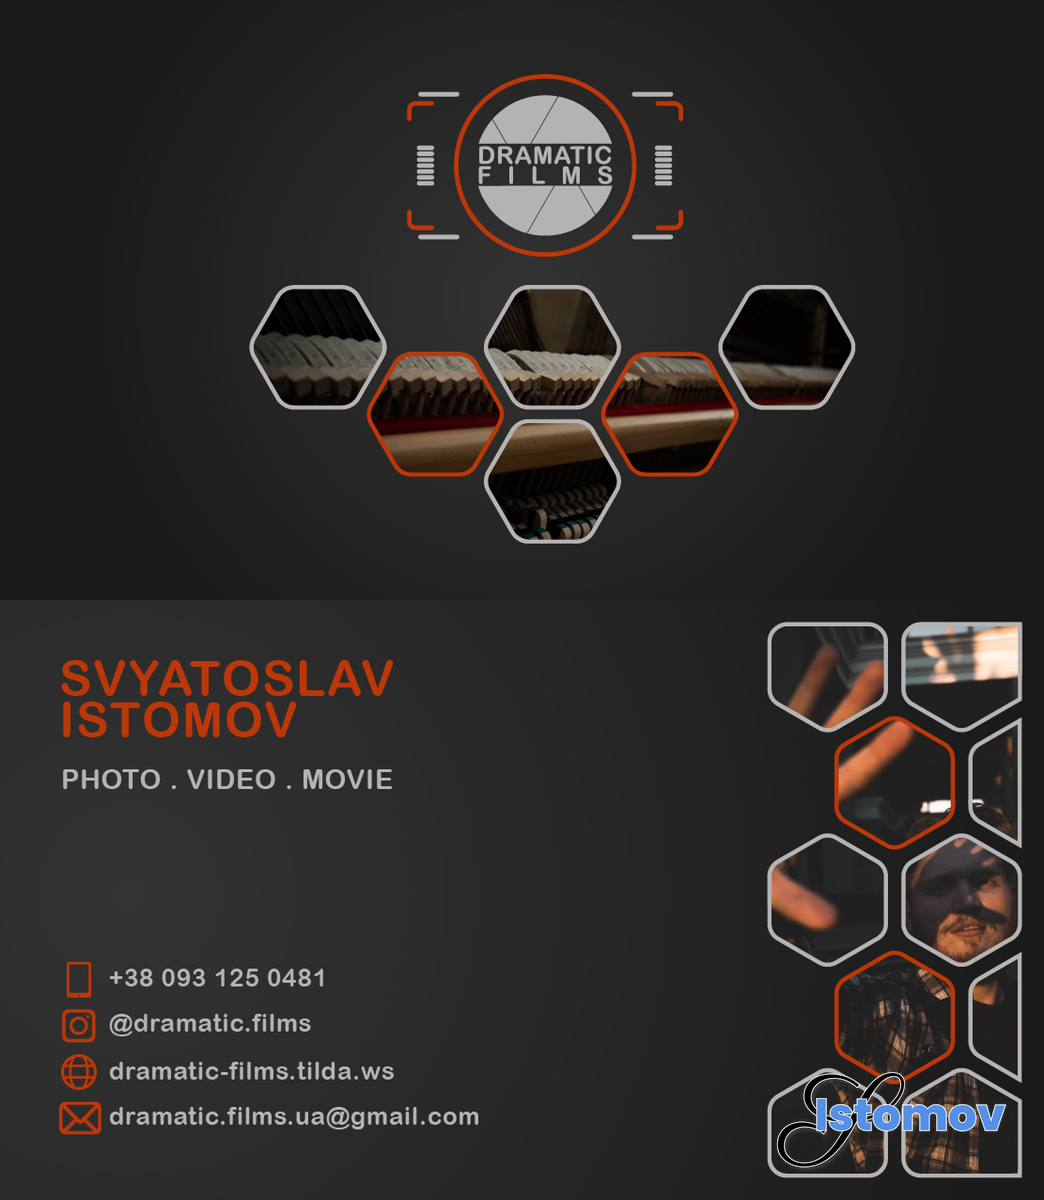 DRAMATIC
FILMS
SVYATOSLAV
ISTOMOV
PHOTO . VIDEO . MOVIE
+38 093 125 0481
@dramatic.films
dramatic-films.tilda.ws
dramatic.films.ua@gmail.com
S Istomov